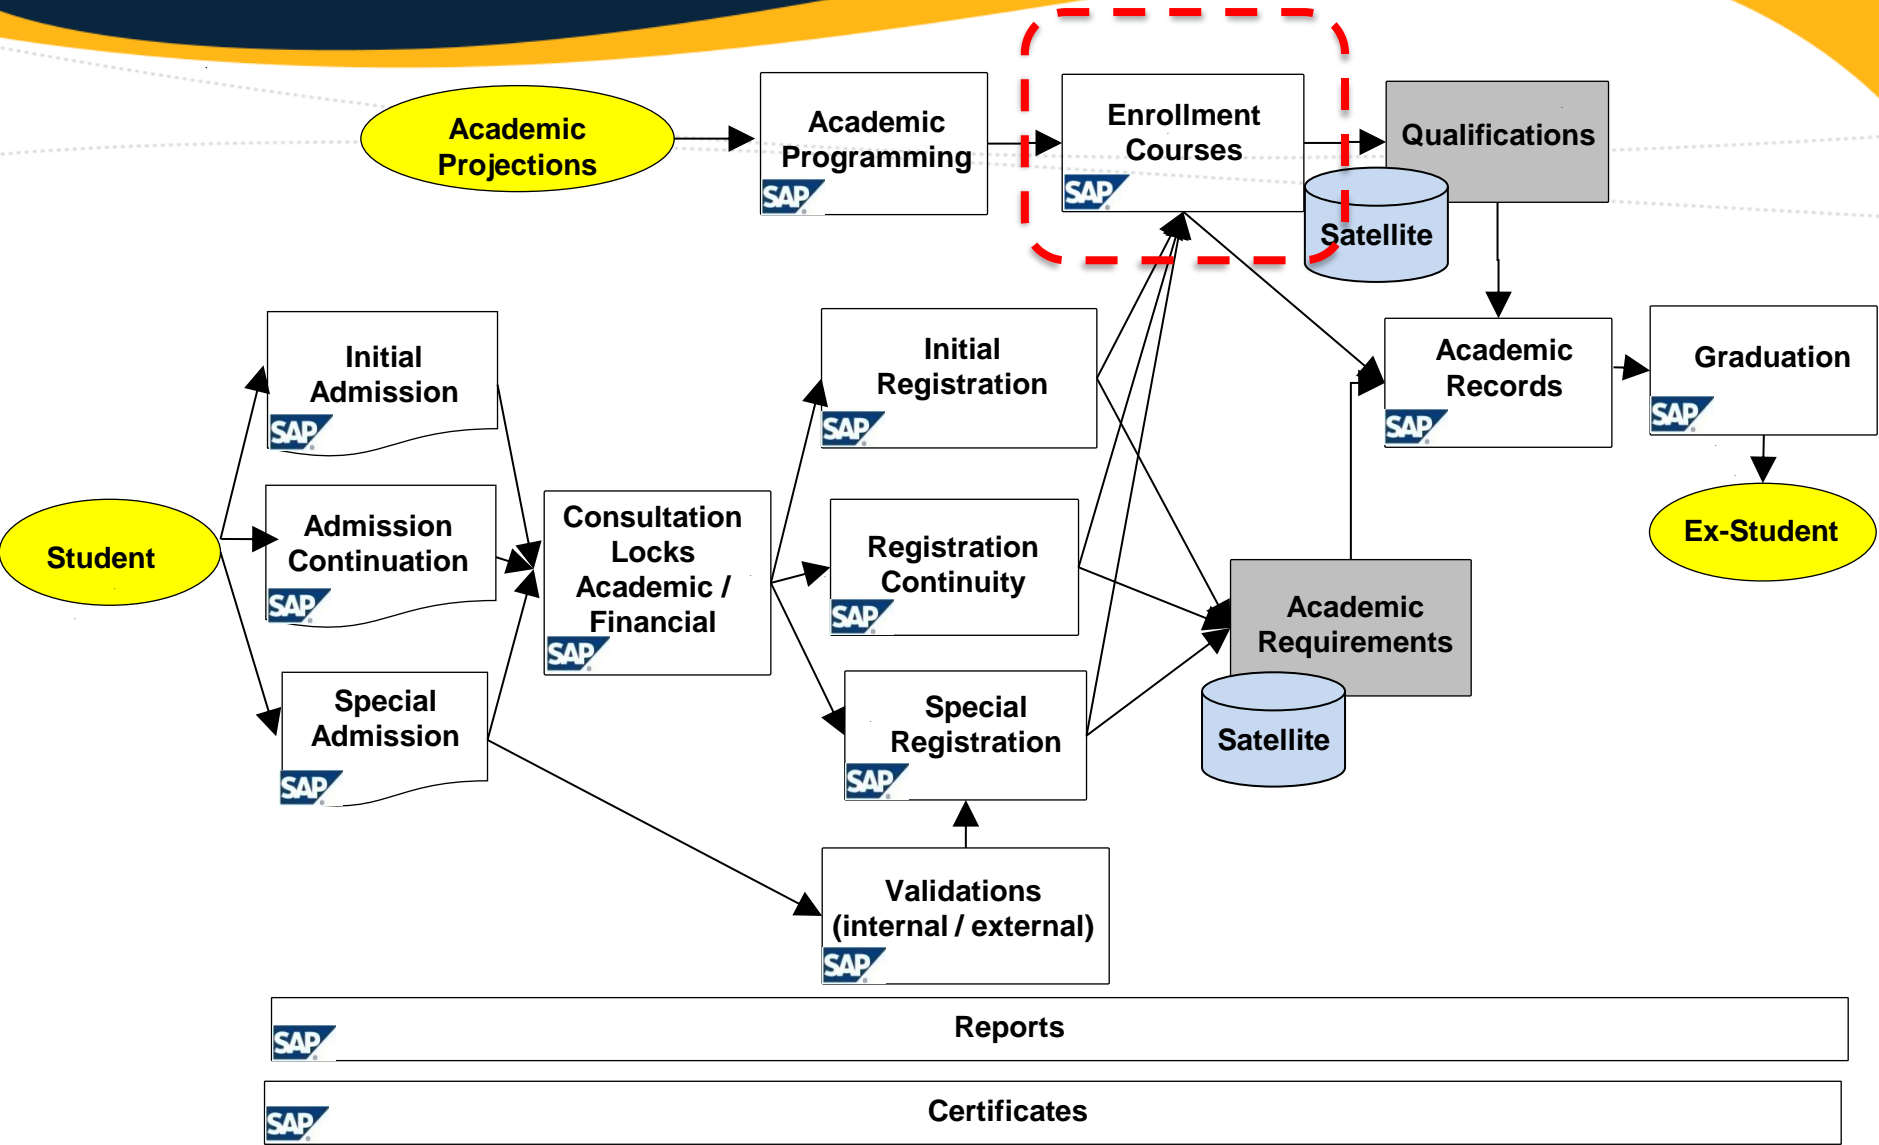 Academic
Projections
Academic
Programming
SAP
Enrollment
Courses
SAP
Qualifications
Satellite
Initial
Admission
SAP
Initial
Registration
SAP
Academic
Records
SAP
Graduation
SAP
Student
Admission
Continuation
SAP
Consultation
Locks
Academic /
Financial
SAP
Registration
Continuity
SAP
Ex-Student
Academic
Requirements
Satellite
Special
Admission
SAP
Special
Registration
SAP
Validations
(internal / external)
SAP
Reports
SAP
Certificates
SAP